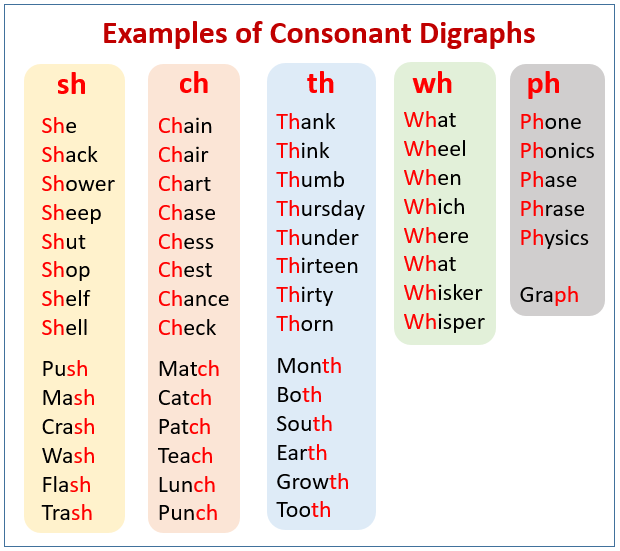 Examples of Consonant Digraphs
sh
She
Shack
Shower
Sheep
Shut
Shop
Shelf
Shell
Push
Mash
Crash
Wash
Flash
Trash
ch
Chain
Chair
Chart
Chase
Chess
Chest
Chance
Check
Match
Catch
Patch
Teach
Lunch
Punch
th
Thank
Think
Thumb
Thursday
Thunder
Thirteen
Thirty
Thorn
Month
Both
South
Earth
Growth
Tooth
wh
What
Wheel
When
Which
Where
What
Whisker
Whisper
ph
Phone
Phonics
Phase
Phrase
Physics
Graph